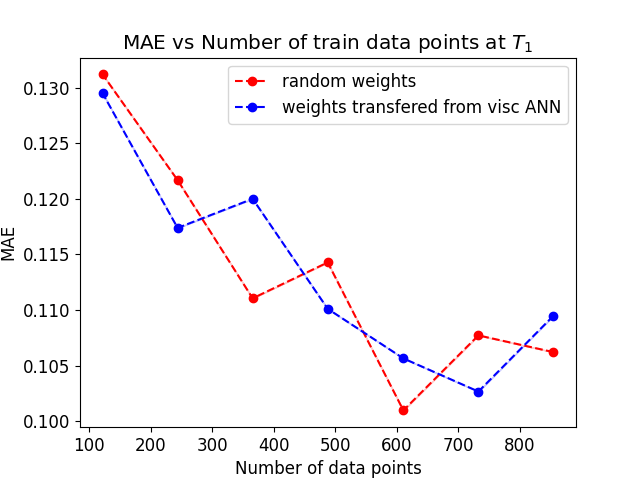 MAE vs Number of train data points at T₁
random weights
weights transfered from visc ANN
0.130
0.125
0.120
0.115
0.110
0.105
0.100
MAE
100 200 300 400 500 600 700 800
Number of data points